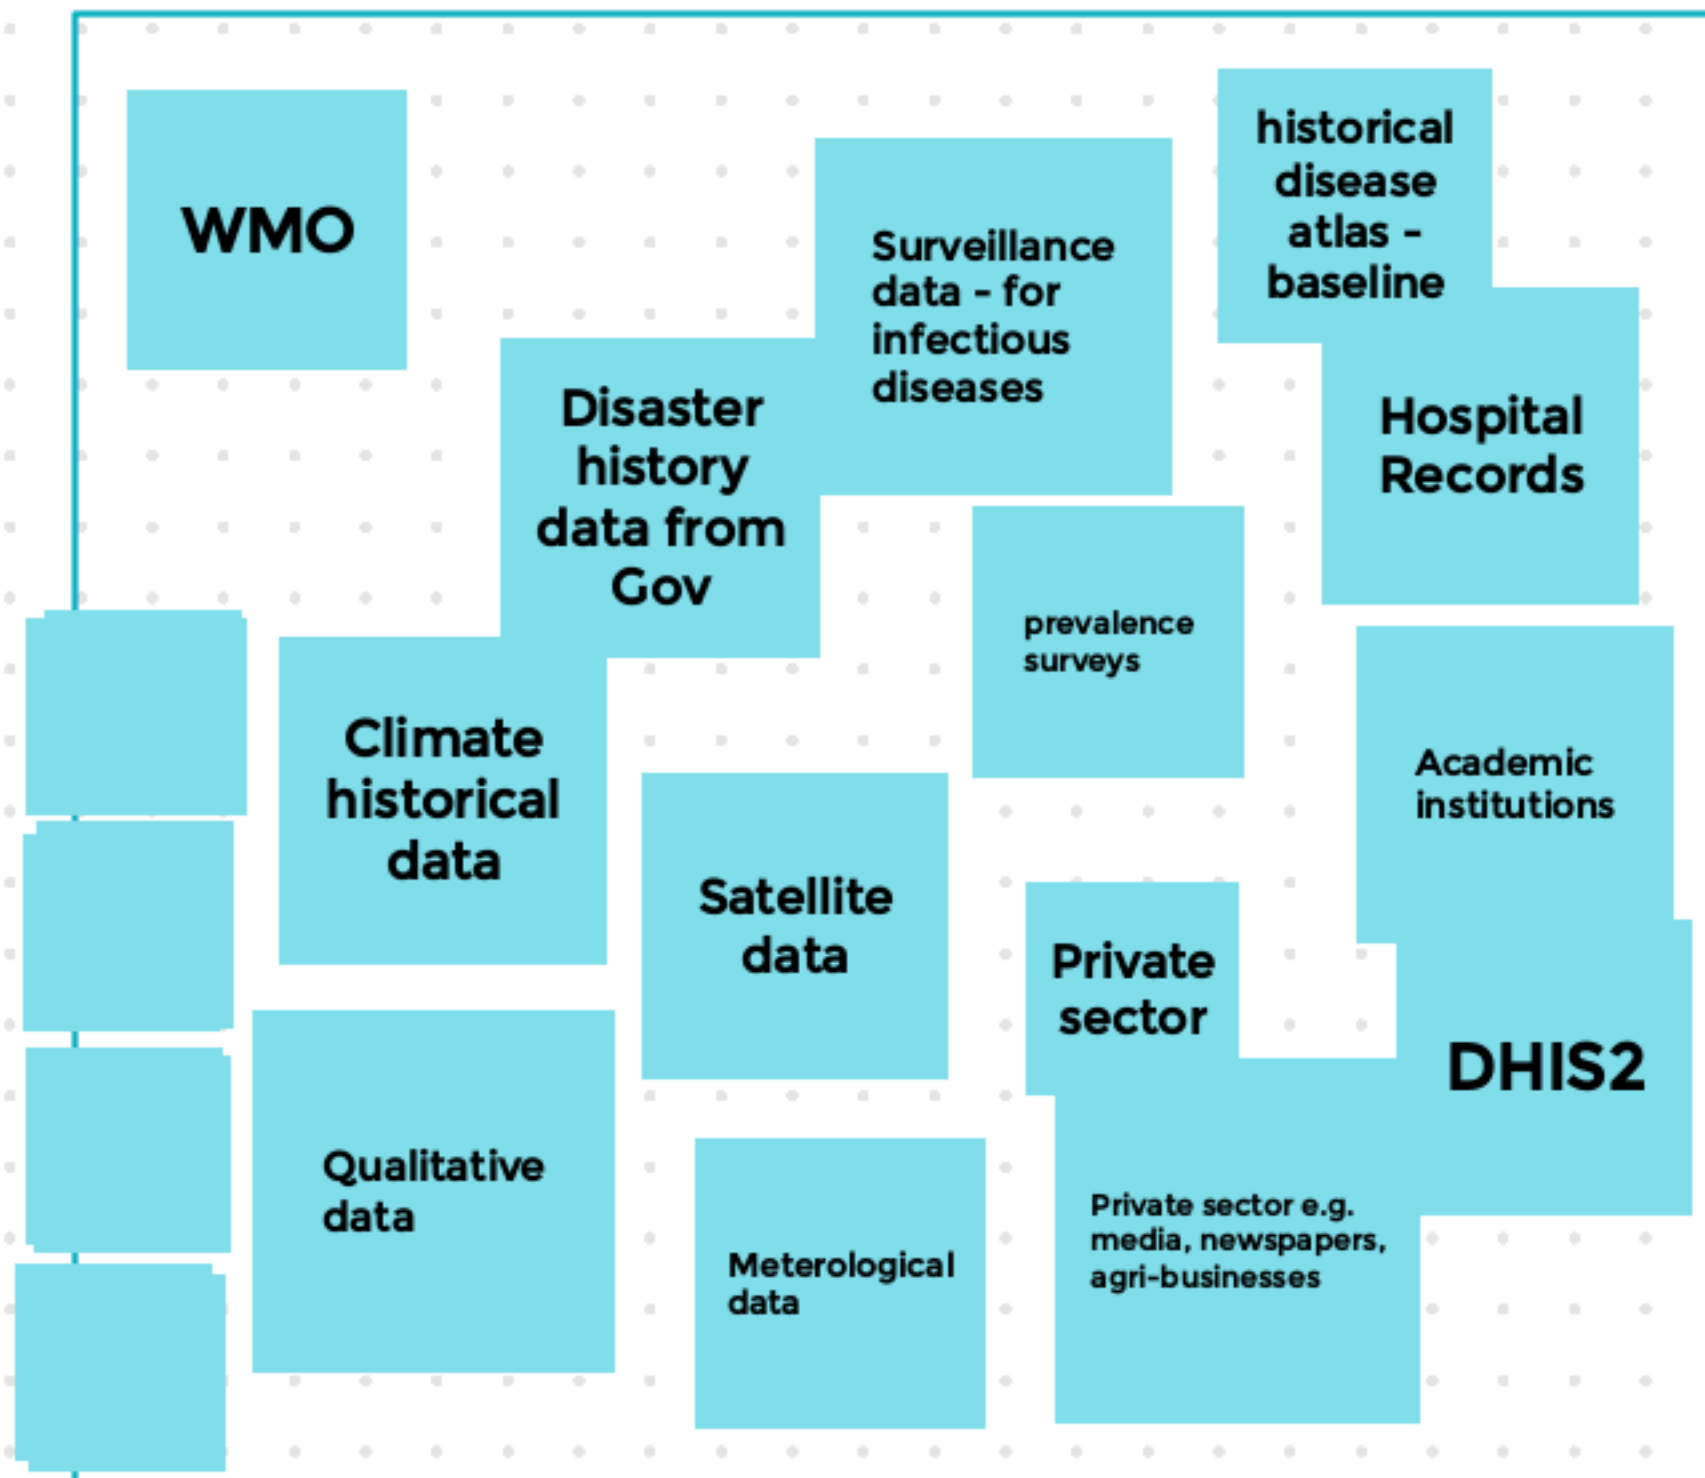 WMO
historical
disease
atlas -
baseline
Surveillance
data - for
infectious
diseases
Disaster
history
data from
Gov
Hospital
Records
prevalence
surveys
Climate
historical
data
Academic
institutions
Satellite
data
Private
sector
DHIS2
Qualitative
data
Meterological
data
Private sector e.g.
media, newspapers,
agri-businesses